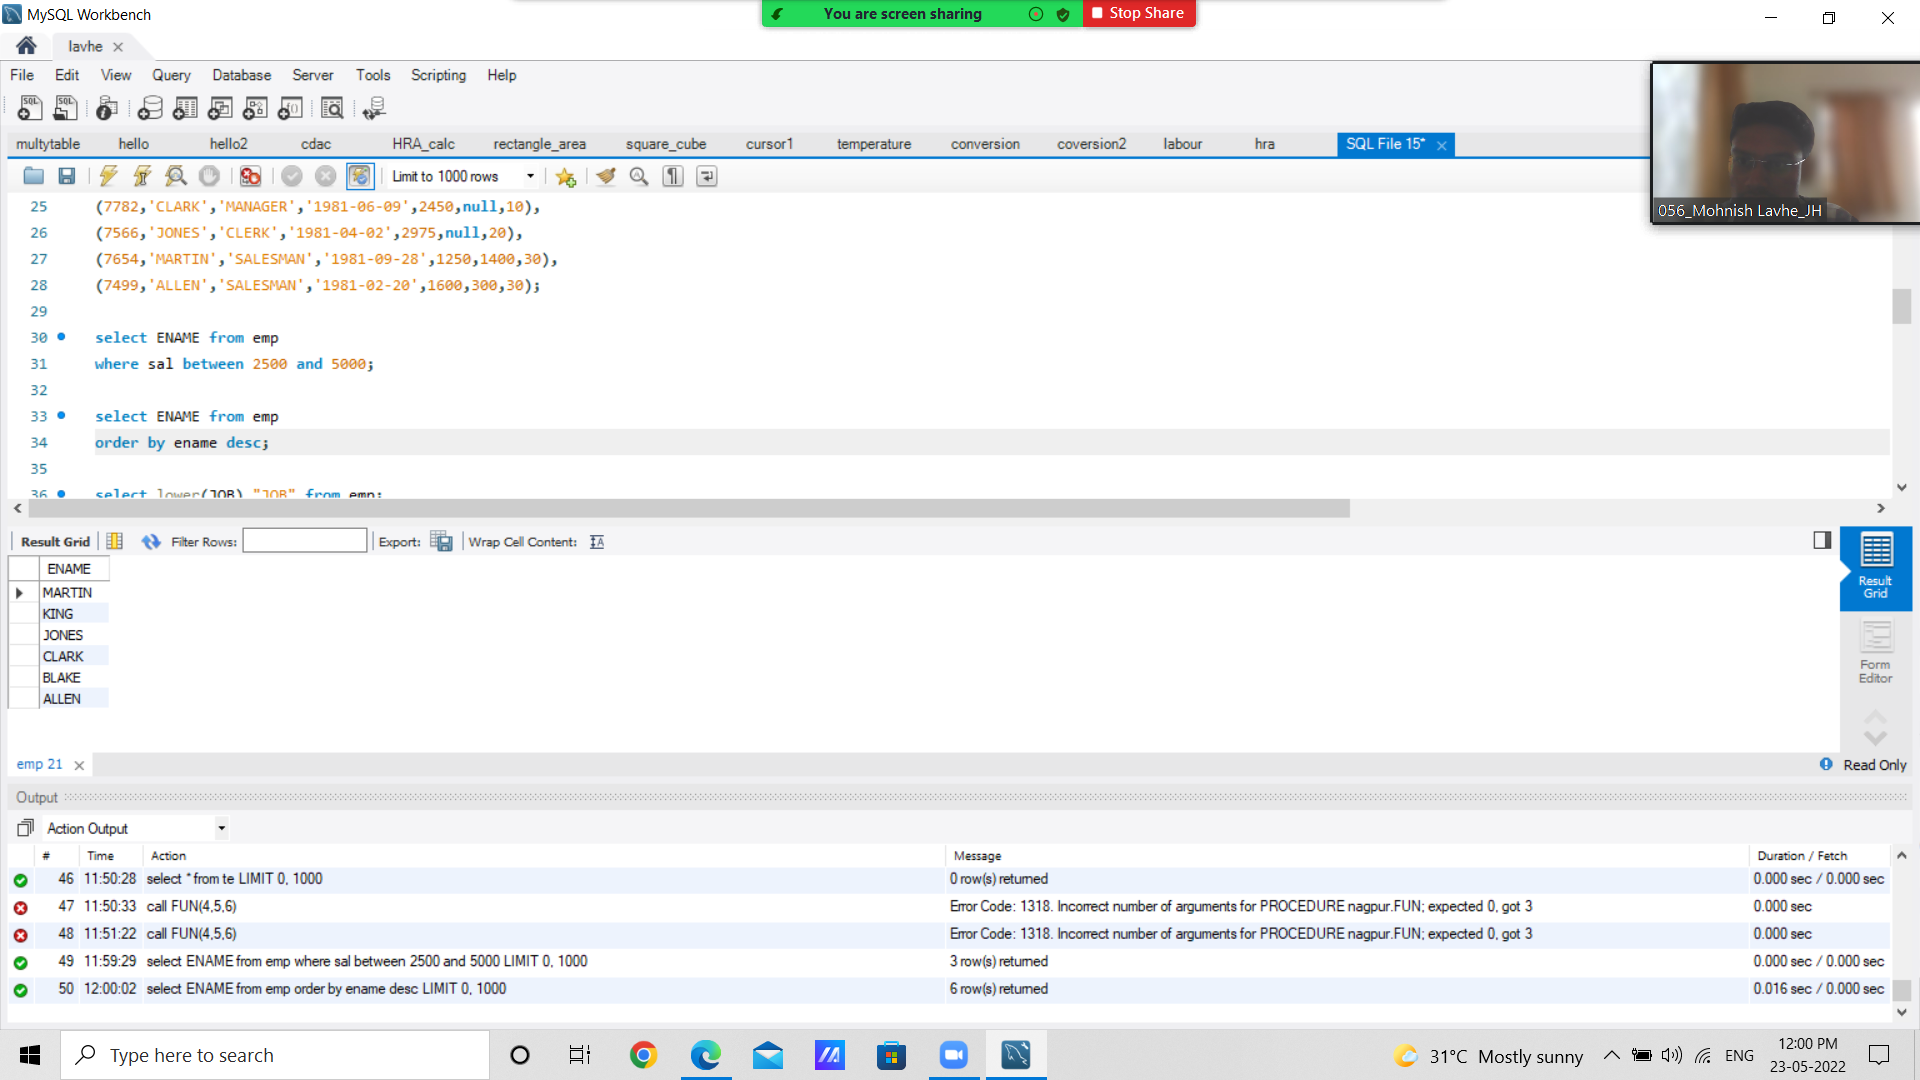 MySQL Workbench
You are screen sharing
Stop Share
lavhe
File Edit View Query Database Server Tools Scripting Help
multytable hello hello2 cdac HRA_calc rectangle_area square_cube cursor1 temperature conversion coversion2 labour hra SQL File 15*
Limit to 1000 rows
056_Mohnish Lavhe_JH
25 (7782,'CLARK','MANAGER','1981-06-09',2450,null,10),
26 (7566,'JONES','CLERK','1981-04-02',2975,null,20),
27 (7654,'MARTIN','SALESMAN','1981-09-28',1250,1400,30),
28 (7499,'ALLEN','SALESMAN','1981-02-20',1600,300,30);
29
30 select ENAME from emp
31 where sal between 2500 and 5000;
32
33 select ENAME from emp
34 order by ename desc;
35
36 select lower(JOB) "JOB" from emp;
Result Grid Filter Rows: Export: Wrap Cell Content:
ENAME
MARTIN
KING
JONES
CLARK
BLAKE
ALLEN
Result Grid
Form Editor
emp 21
Read Only
Output
Action Output
# Time Action Message Duration / Fetch
46 11:50:28 select * from te LIMIT 0, 1000 0 row(s) returned 0.000 sec / 0.000 sec
47 11:50:33 call FUN(4,5,6) Error Code: 1318. Incorrect number of arguments for PROCEDURE nagpur.FUN; expected 0, got 3 0.000 sec
48 11:51:22 call FUN(4,5,6) Error Code: 1318. Incorrect number of arguments for PROCEDURE nagpur.FUN; expected 0, got 3 0.000 sec
49 11:59:29 select ENAME from emp where sal between 2500 and 5000 LIMIT 0, 1000 3 row(s) returned 0.000 sec / 0.000 sec
50 12:00:02 select ENAME from emp order by ename desc LIMIT 0, 1000 6 row(s) returned 0.016 sec / 0.000 sec
Type here to search
31°C Mostly sunny
ENG
12:00 PM
23-05-2022